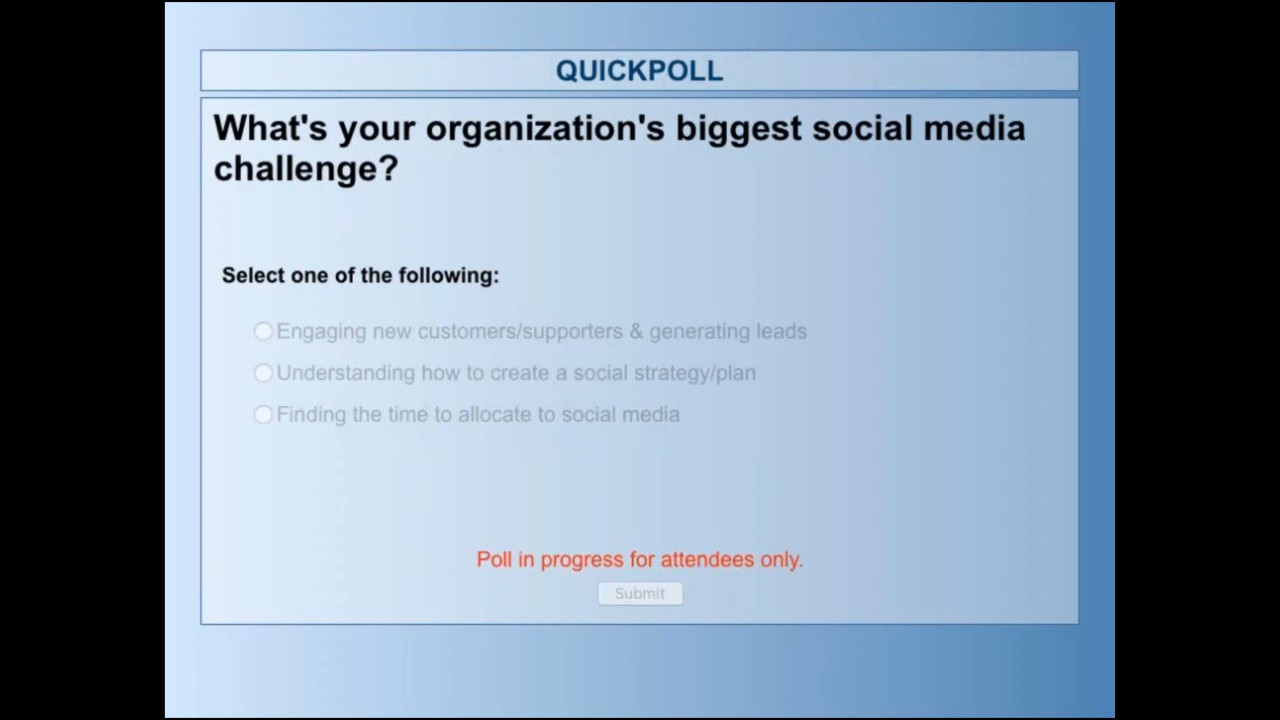 QUICKPOLL
What's your organization's biggest social media
challenge?
Select one of the following:
Engaging new customers/supporters & generating leads
Understanding how to create a social strategy/plan
Finding the time to allocate to social media
Poll in progress for attendees only.
Submit